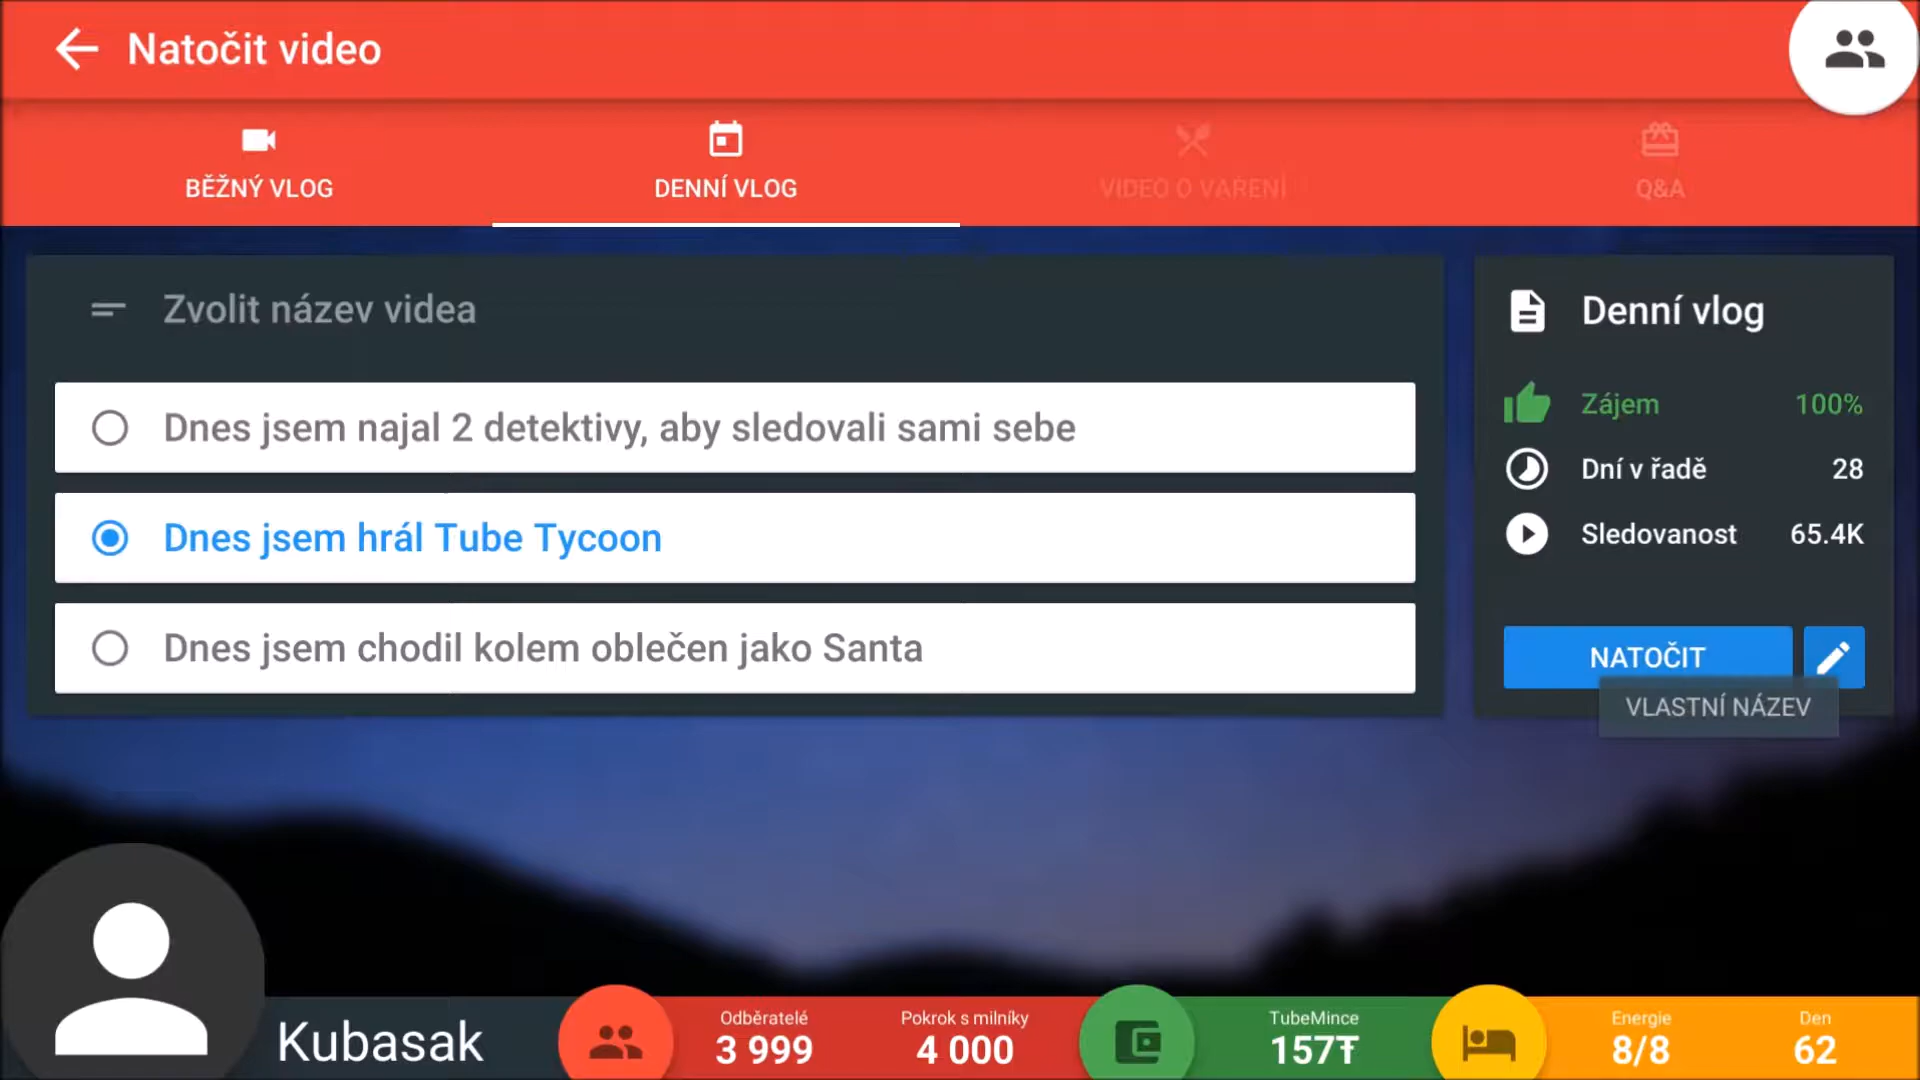 Natočit video
BĚŽNÝ VLOG
DENNÍ VLOG
VIDEO O VAŘENÍ
Q&A
Zvolit název videa
Dnes jsem najal 2 detektivy, aby sledovali sami sebe
Dnes jsem hrál Tube Tycoon
Dnes jsem chodil kolem oblečen jako Santa
Denní vlog
Zájem 100%
Dní v řadě 28
Sledovanost 65.4K
NATOČIT
VLASTNÍ NÁZEV
Kubasak
Odběratelé
3 999
Pokrok s milníky
4 000
TubeMince
157Ŧ
Energie
8/8
Den
62